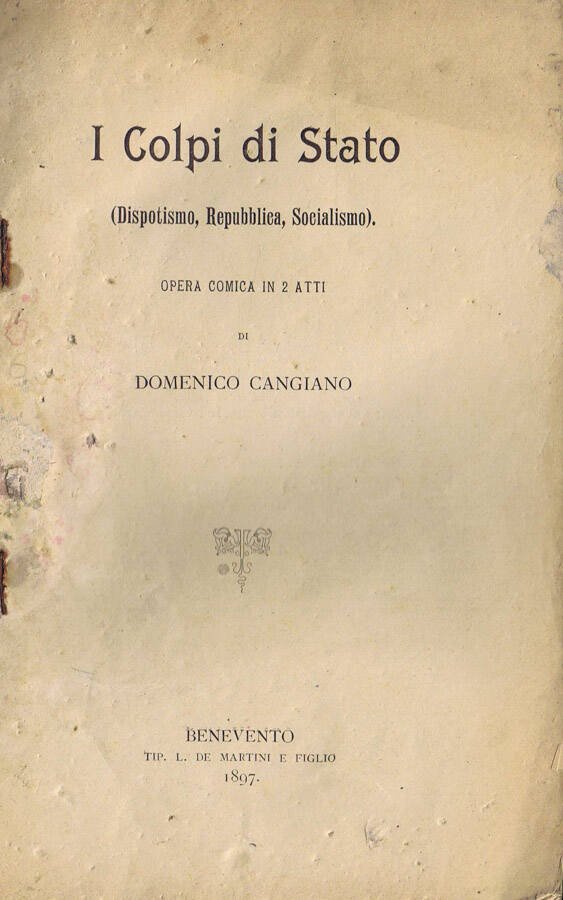 I Colpi di Stato
(Dispotismo, Repubblica, Socialismo).
OPERA COMICA IN 2 ATTI
DI
DOMENICO CANGIANO
BENEVENTO
TIP. L. DE MARTINI E FIGLIO
1897.